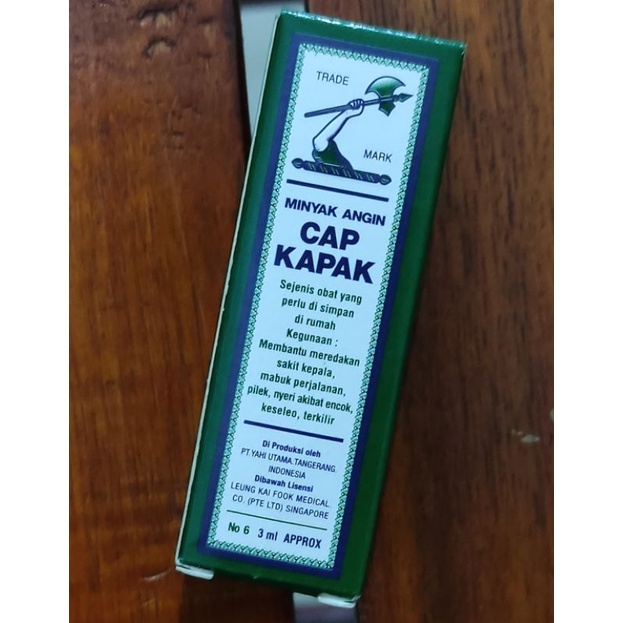 TRADE
MARK
MINYAK ANGIN
CAP
KAPAK
Sejenis obat yang
perlu di simpan
di rumah
Kegunaan :
Membantu meredakan
sakit kepala,
mabuk perjalanan,
pilek, nyeri akibat encok,
keseleo, terkilir
Di Produksi oleh
PT.YAHI UTAMA.TANGERANG.
INDONESIA
Dibawah Lisensi
LEUNG KAI FOOK MEDICAL.
CO. (PTE LTD) SINGAPORE
No 6 3 ml APPROX